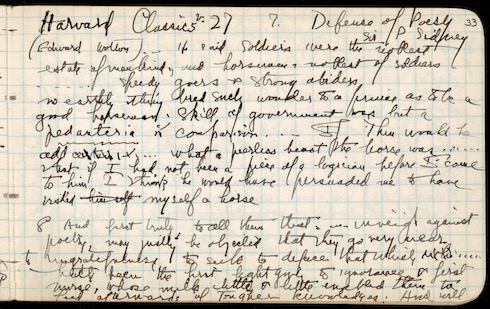 Harvard Classics 27 7. Defense of Poesy 33
Sir P Sidney
(Edward Wotton ... He said Soldiers were the noblest
estate of mankind, and horsemen noblest of soldiers
...... Speedy goers & strong abiders
no earthly thing bred such wonder to a prince as to be a
good horseman. Skill of government was but a
pedanteria in comparison ... Then would he
add ... what a peerless beast the horse was ......
that if I had not been a piece of a logician before I came
to him, I think he would have persuaded me to have
wished myself a horse
8 And first truly to all them that ... inveigh against
poetry, may justly be objected that they go very near
to ungratefulness, to seek to deface that which
hath been the first light giver to ignorance, & first
nurse, whose milk little & little enabled them to
feed afterwards of tougher knowledges. And will